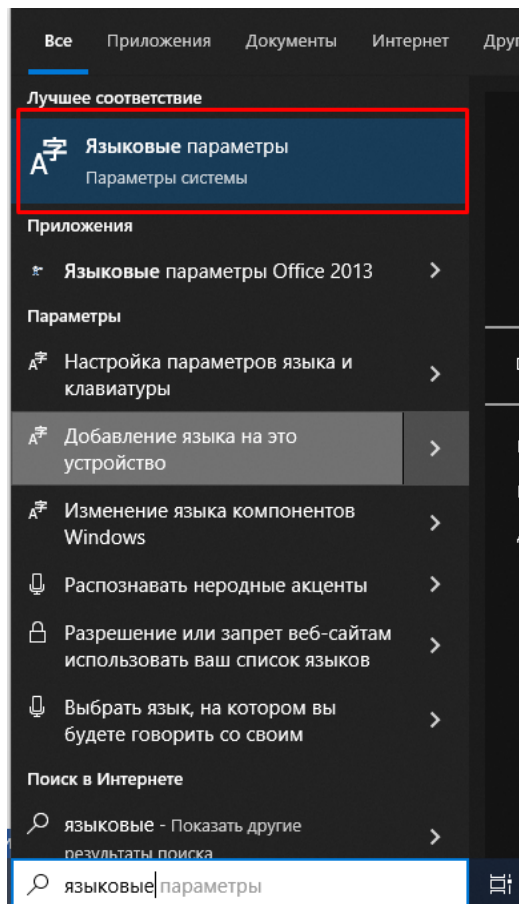 Все Приложения Документы Интернет
Лучшее соответствие
Языковые параметры
Параметры системы
Приложения
Языковые параметры Office 2013
Параметры
Настройка параметров языка и
клавиатуры
Добавление языка на это
устройство
Изменение языка компонентов
Windows
Распознавать неродные акценты
Разрешение или запрет веб-сайтам
использовать ваш список языков
Выбрать язык, на котором вы
будете говорить со своим
Поиск в Интернете
языковые - Показать другие
результаты поиска
языковые параметры